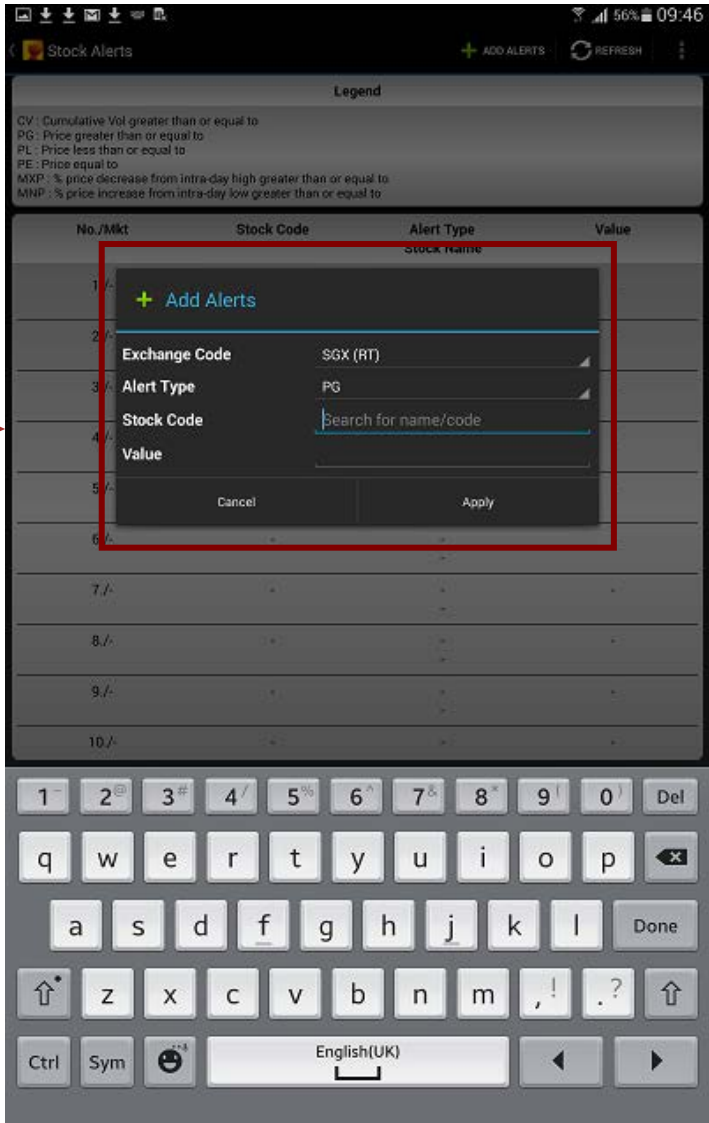 56% 09:46
Stock Alerts + ADD ALERTS REFRESH
Legend
CV : Cumulative Vol greater than or equal to
PG : Price greater than or equal to
PL : Price less than or equal to
PE : Price equal to
MXP : % price decrease from intra-day high greater than or equal to
MNP : % price increase from intra-day low greater than or equal to
No./Mkt Stock Code Alert Type Value
Stock Name
+ Add Alerts
Exchange Code SGX (RT)
Alert Type PG
Stock Code Search for name/code
Value
Cancel Apply
6./- - -
-
7./- - - -
-
8./- - - -
-
9./- - - -
-
10./- - - -
1 - 2 @ 3 # 4 / 5 % 6 ^ 7 & 8 * 9 ( 0 ) Del
q w e r t y u i o p
a s d f g h j k l Done
z x c v b n m , ! . ?
Ctrl Sym English(UK)